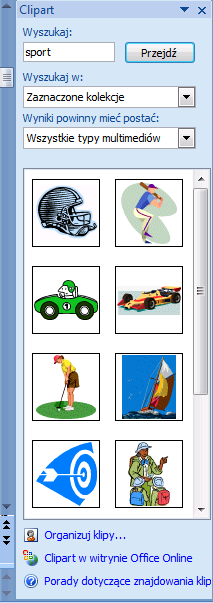 Clipart
Wyszukaj:
sport
Przejdź
Wyszukaj w:
Zaznaczone kolekcje
Wyniki powinny mieć postać:
Wszystkie typy multimediów
1
Organizuj klipy...
Clipart w witrynie Office Online
Porady dotyczące znajdowania klip